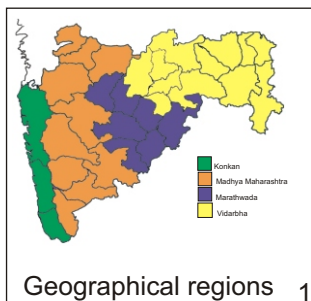 Konkan
Madhya Maharashtra
Marathwada
Vidarbha
Geographical regions 1